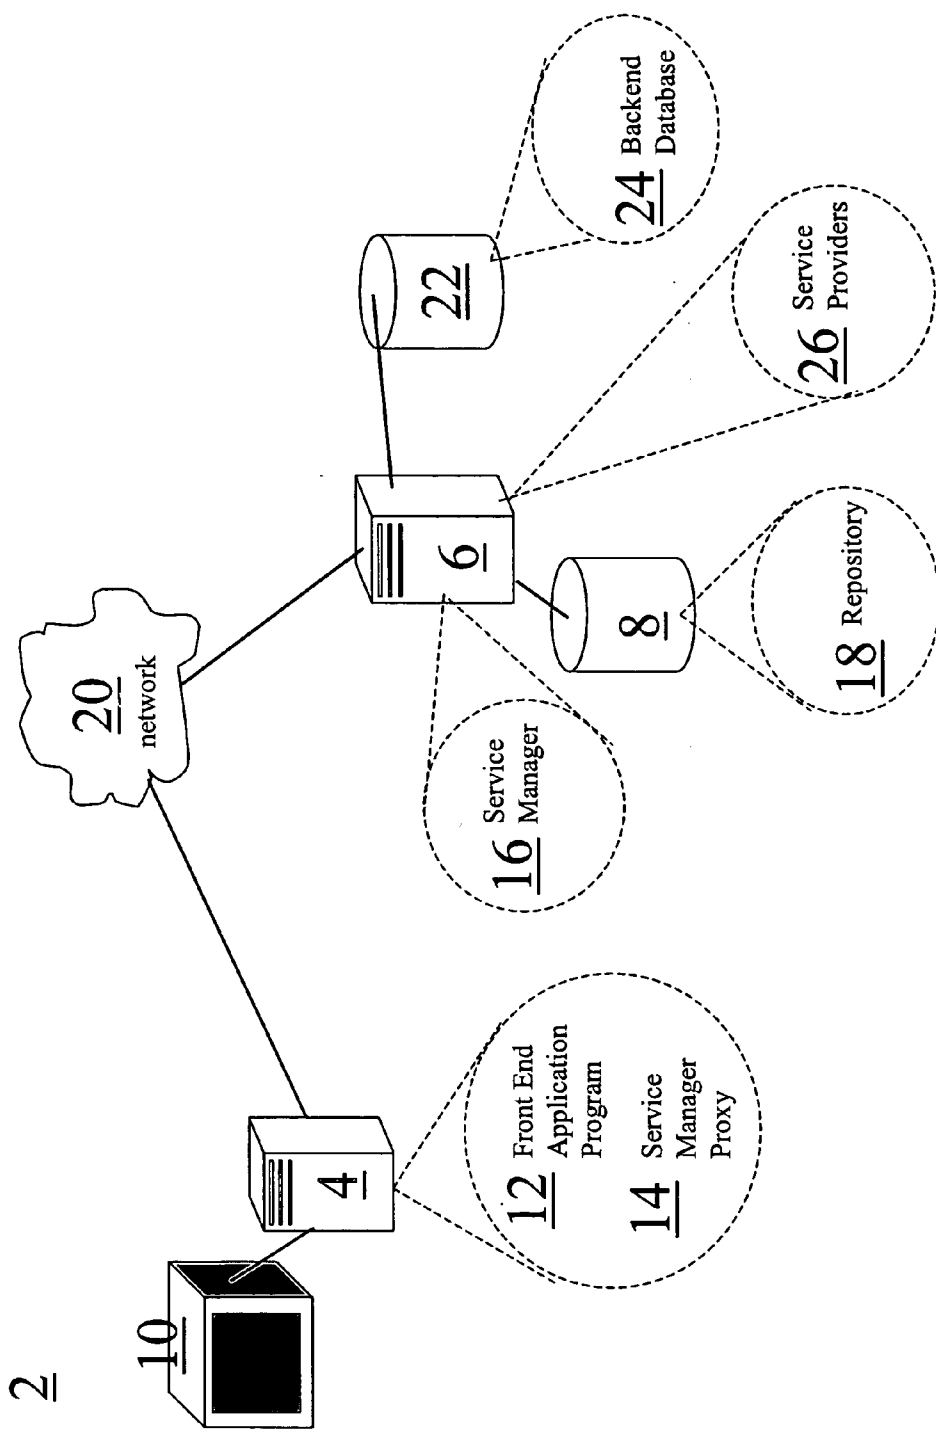 2
10
4
12 Front End
Application
Program
14 Service
Manager
Proxy
20
network
16 Service
Manager
6
8
18 Repository
22
24 Backend
Database
26 Service
Providers